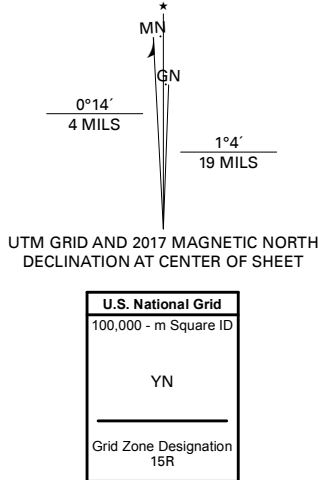 MN
GN
0°14´
4 MILS
1°4´
19 MILS
UTM GRID AND 2017 MAGNETIC NORTH
DECLINATION AT CENTER OF SHEET
U.S. National Grid
100,000 - m Square ID
YN
Grid Zone Designation
15R